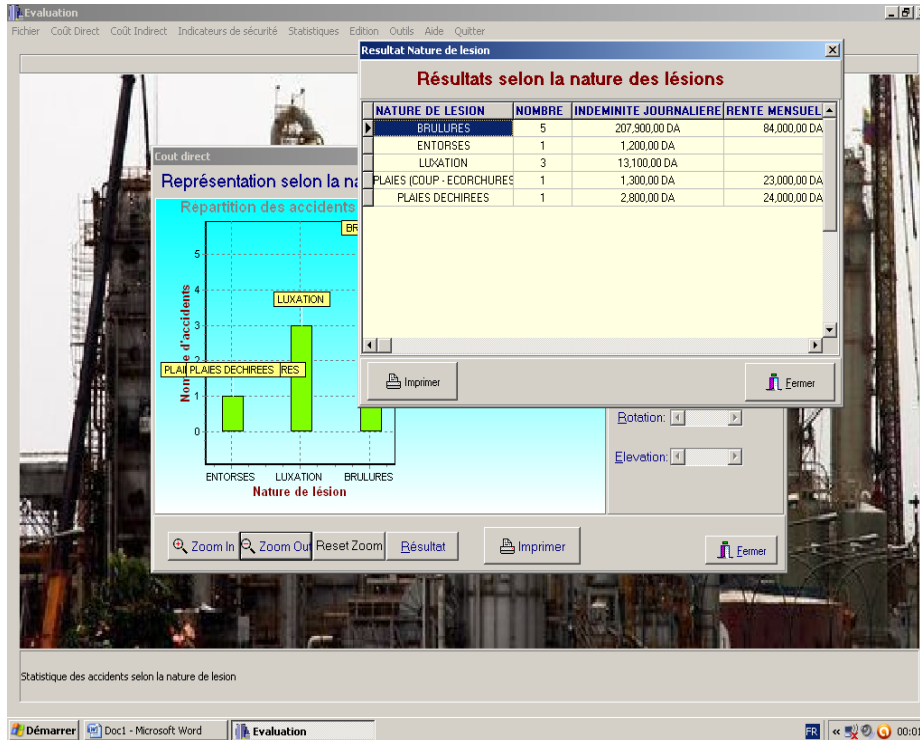 Evaluation
Fichier Coût Direct Coût Indirect Indicateurs de sécurité Statistiques Edition Outils Aide Quitter
Resultat Nature de lesion
Résultats selon la nature des lésions
NATURE DE LESION NOMBRE INDEMINITE JOURNALIERE RENTE MENSUEL
BRULURES 5 207,900,00 DA 84,000,00 DA
ENTORSES 1 1,200,00 DA
LUXATION 3 13,100,00 DA
PLAIES (COUP - ECORCHURES 1 1,300,00 DA 23,000,00 DA
PLAIES DECHIREES 1 2,800,00 DA 24,000,00 DA
Imprimer
Fermer
Cout direct
Représentation selon la na
Repartition des accidents
BR
5
4
LUXATION
3
2
PLAI PLAIES DECHIREES RES
1
0
Nombre d'accidents
ENTORSES LUXATION BRULURES
Nature de lésion
Rotation:
Elevation:
Zoom In Zoom Out Reset Zoom Résultat Imprimer Fermer
Statistique des accidents selon la nature de lesion
Démarrer Doc1 - Microsoft Word Evaluation FR